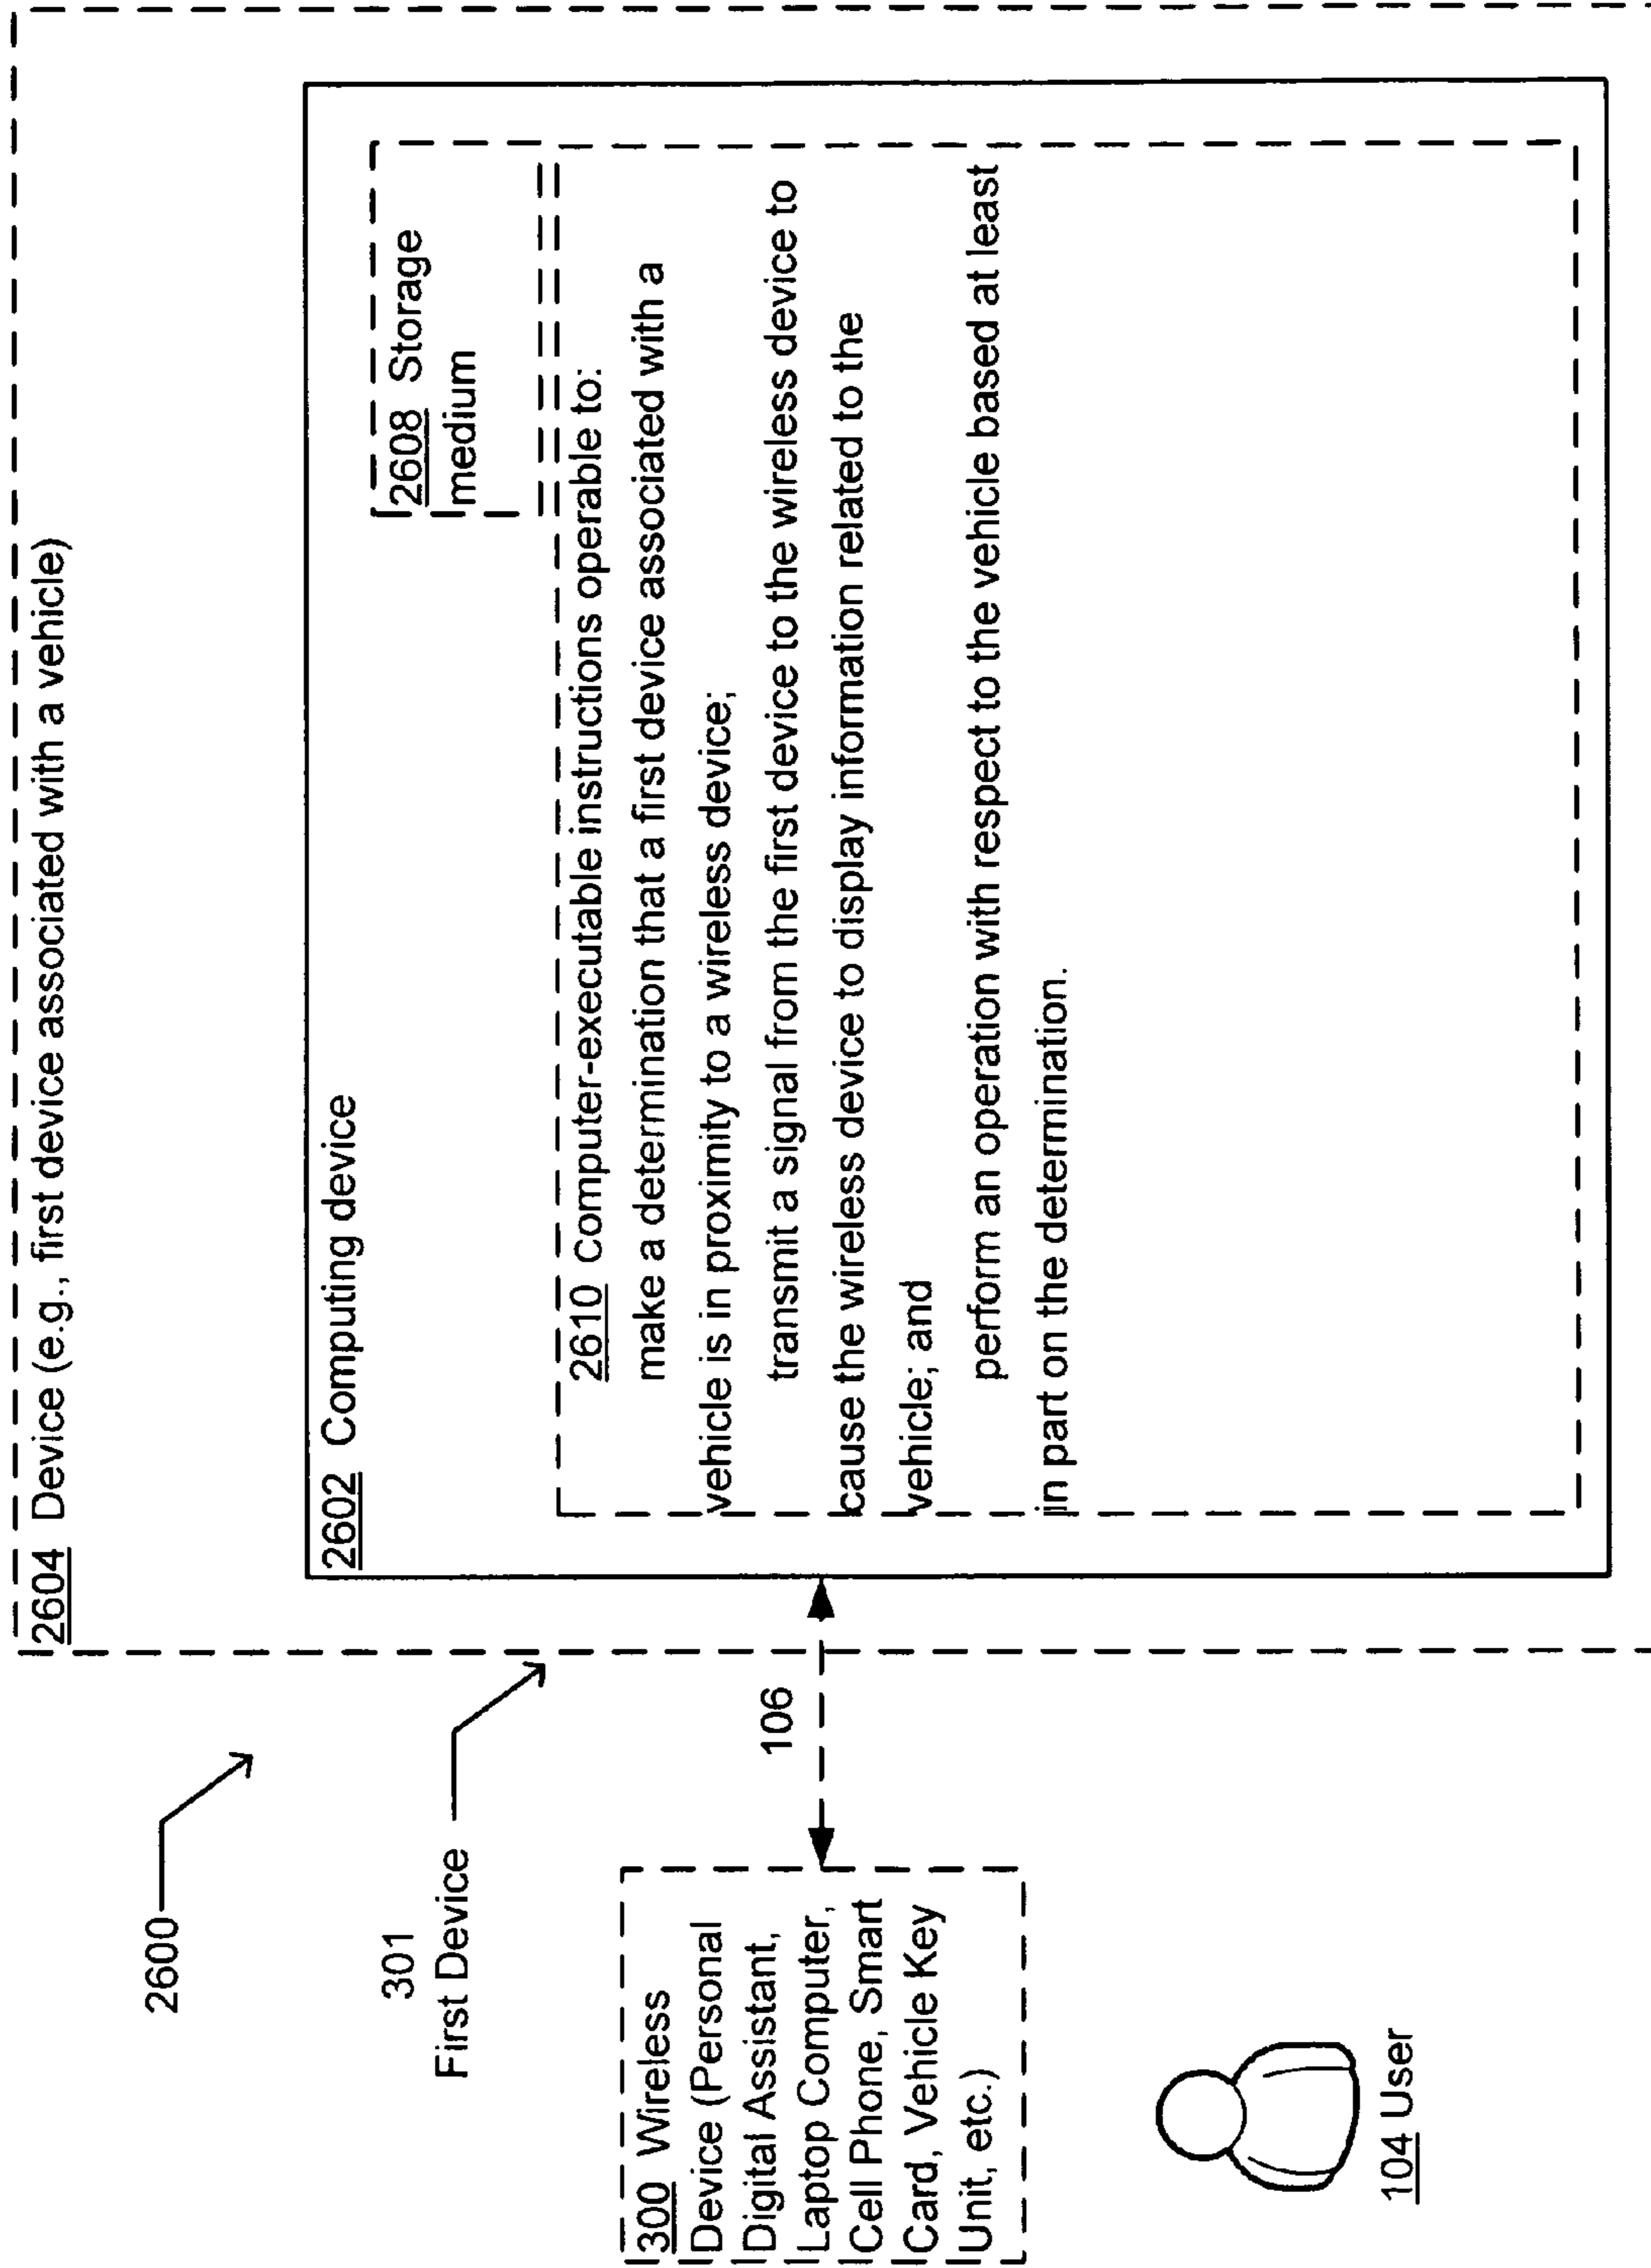 2600
2604 Device (e.g., first device associated with a vehicle)
301
First Device
2602 Computing device
2608 Storage
medium
2610 Computer-executable instructions operable to:
make a determination that a first device associated with a
vehicle is in proximity to a wireless device;
transmit a signal from the first device to the wireless device to
cause the wireless device to display information related to the
vehicle; and
perform an operation with respect to the vehicle based at least
in part on the determination.
106
300 Wireless
Device (Personal
Digital Assistant,
Laptop Computer,
Cell Phone, Smart
Card, Vehicle Key
Unit, etc.)
104 User